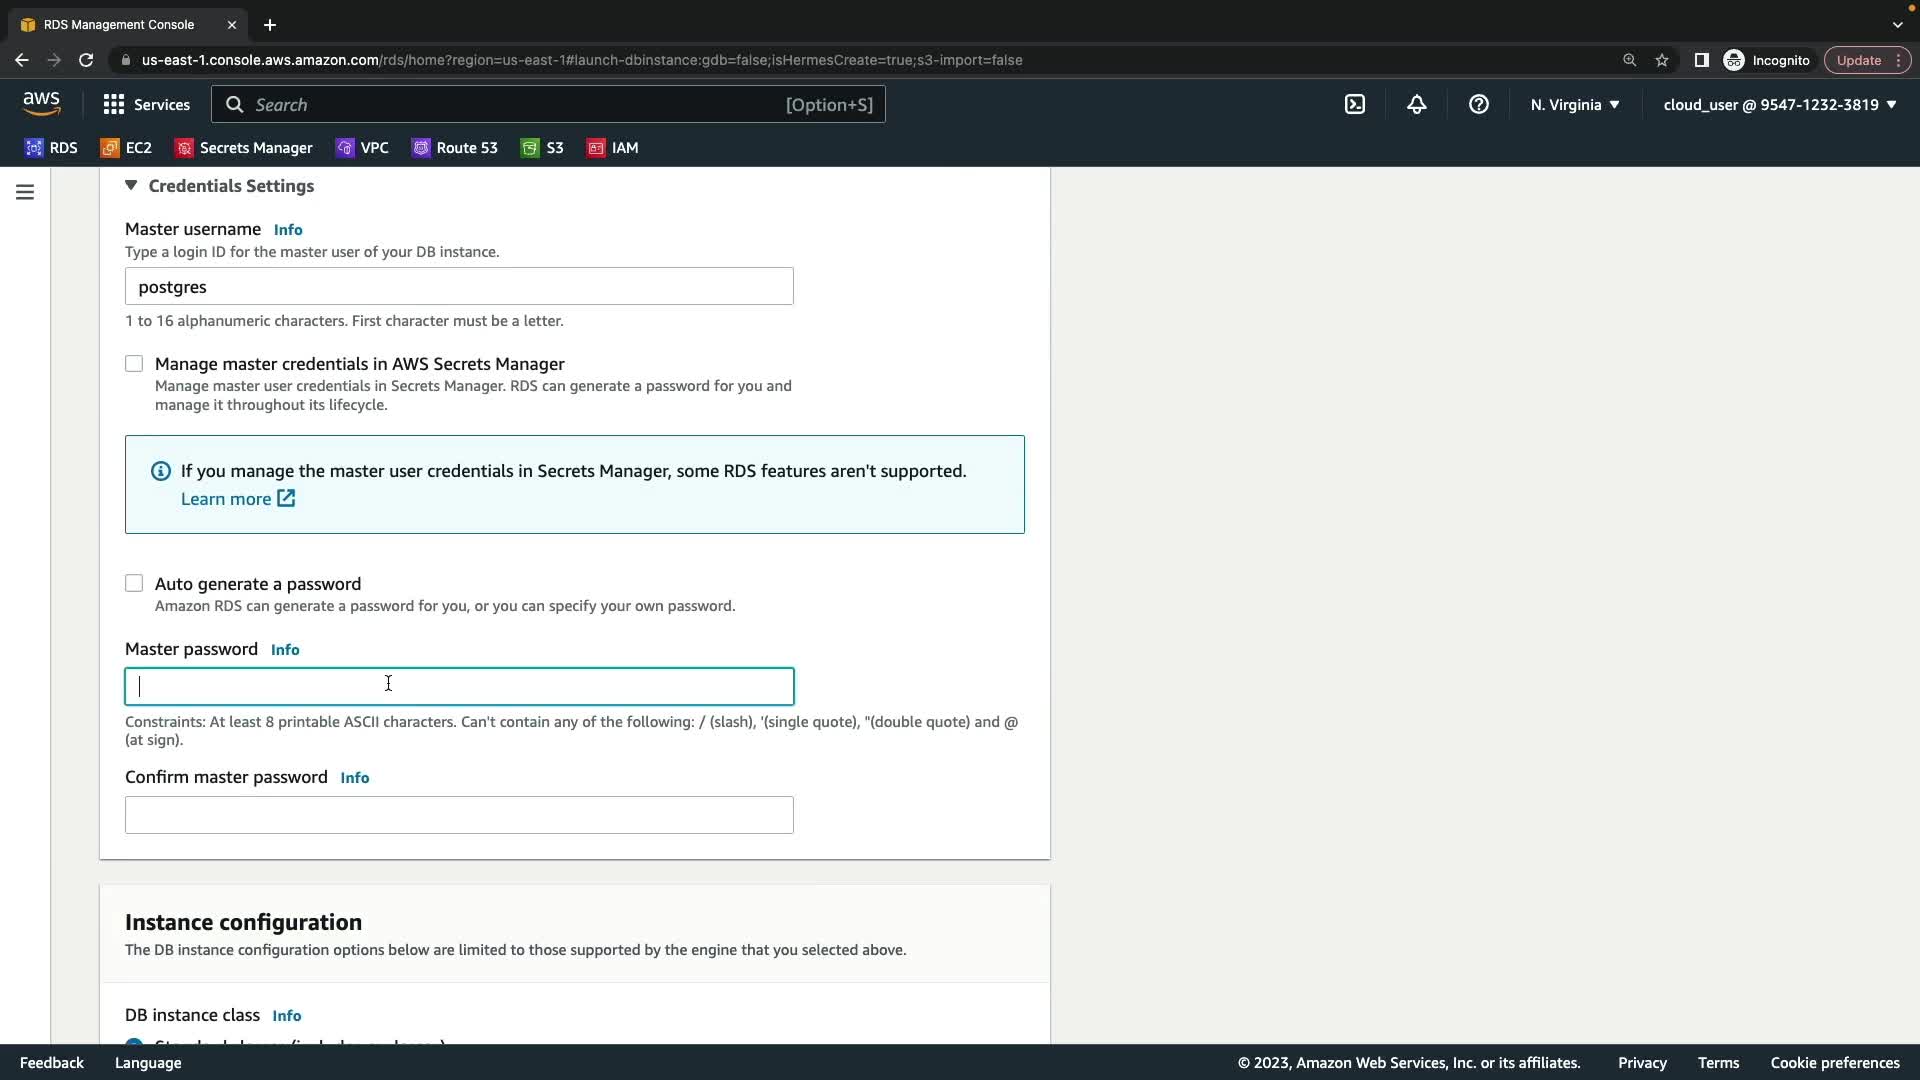 RDS Management Console
us-east-1.console.aws.amazon.com/rds/home?region=us-east-1#launch-dbinstance:gdb=false;isHermesCreate=true;s3-import=false
Incognito
Update
aws
Services
Search
[Option+S]
N. Virginia
cloud_user @ 9547-1232-3819
RDS
EC2
Secrets Manager
VPC
Route 53
S3
IAM
Credentials Settings
Master username Info
Type a login ID for the master user of your DB instance.
postgres
1 to 16 alphanumeric characters. First character must be a letter.
Manage master credentials in AWS Secrets Manager
Manage master user credentials in Secrets Manager. RDS can generate a password for you and
manage it throughout its lifecycle.
If you manage the master user credentials in Secrets Manager, some RDS features aren't supported.
Learn more
Auto generate a password
Amazon RDS can generate a password for you, or you can specify your own password.
Master password Info
Constraints: At least 8 printable ASCII characters. Can't contain any of the following: / (slash), '(single quote), "(double quote) and @
(at sign).
Confirm master password Info
Instance configuration
The DB instance configuration options below are limited to those supported by the engine that you selected above.
DB instance class Info
Feedback
Language
© 2023, Amazon Web Services, Inc. or its affiliates.
Privacy
Terms
Cookie preferences